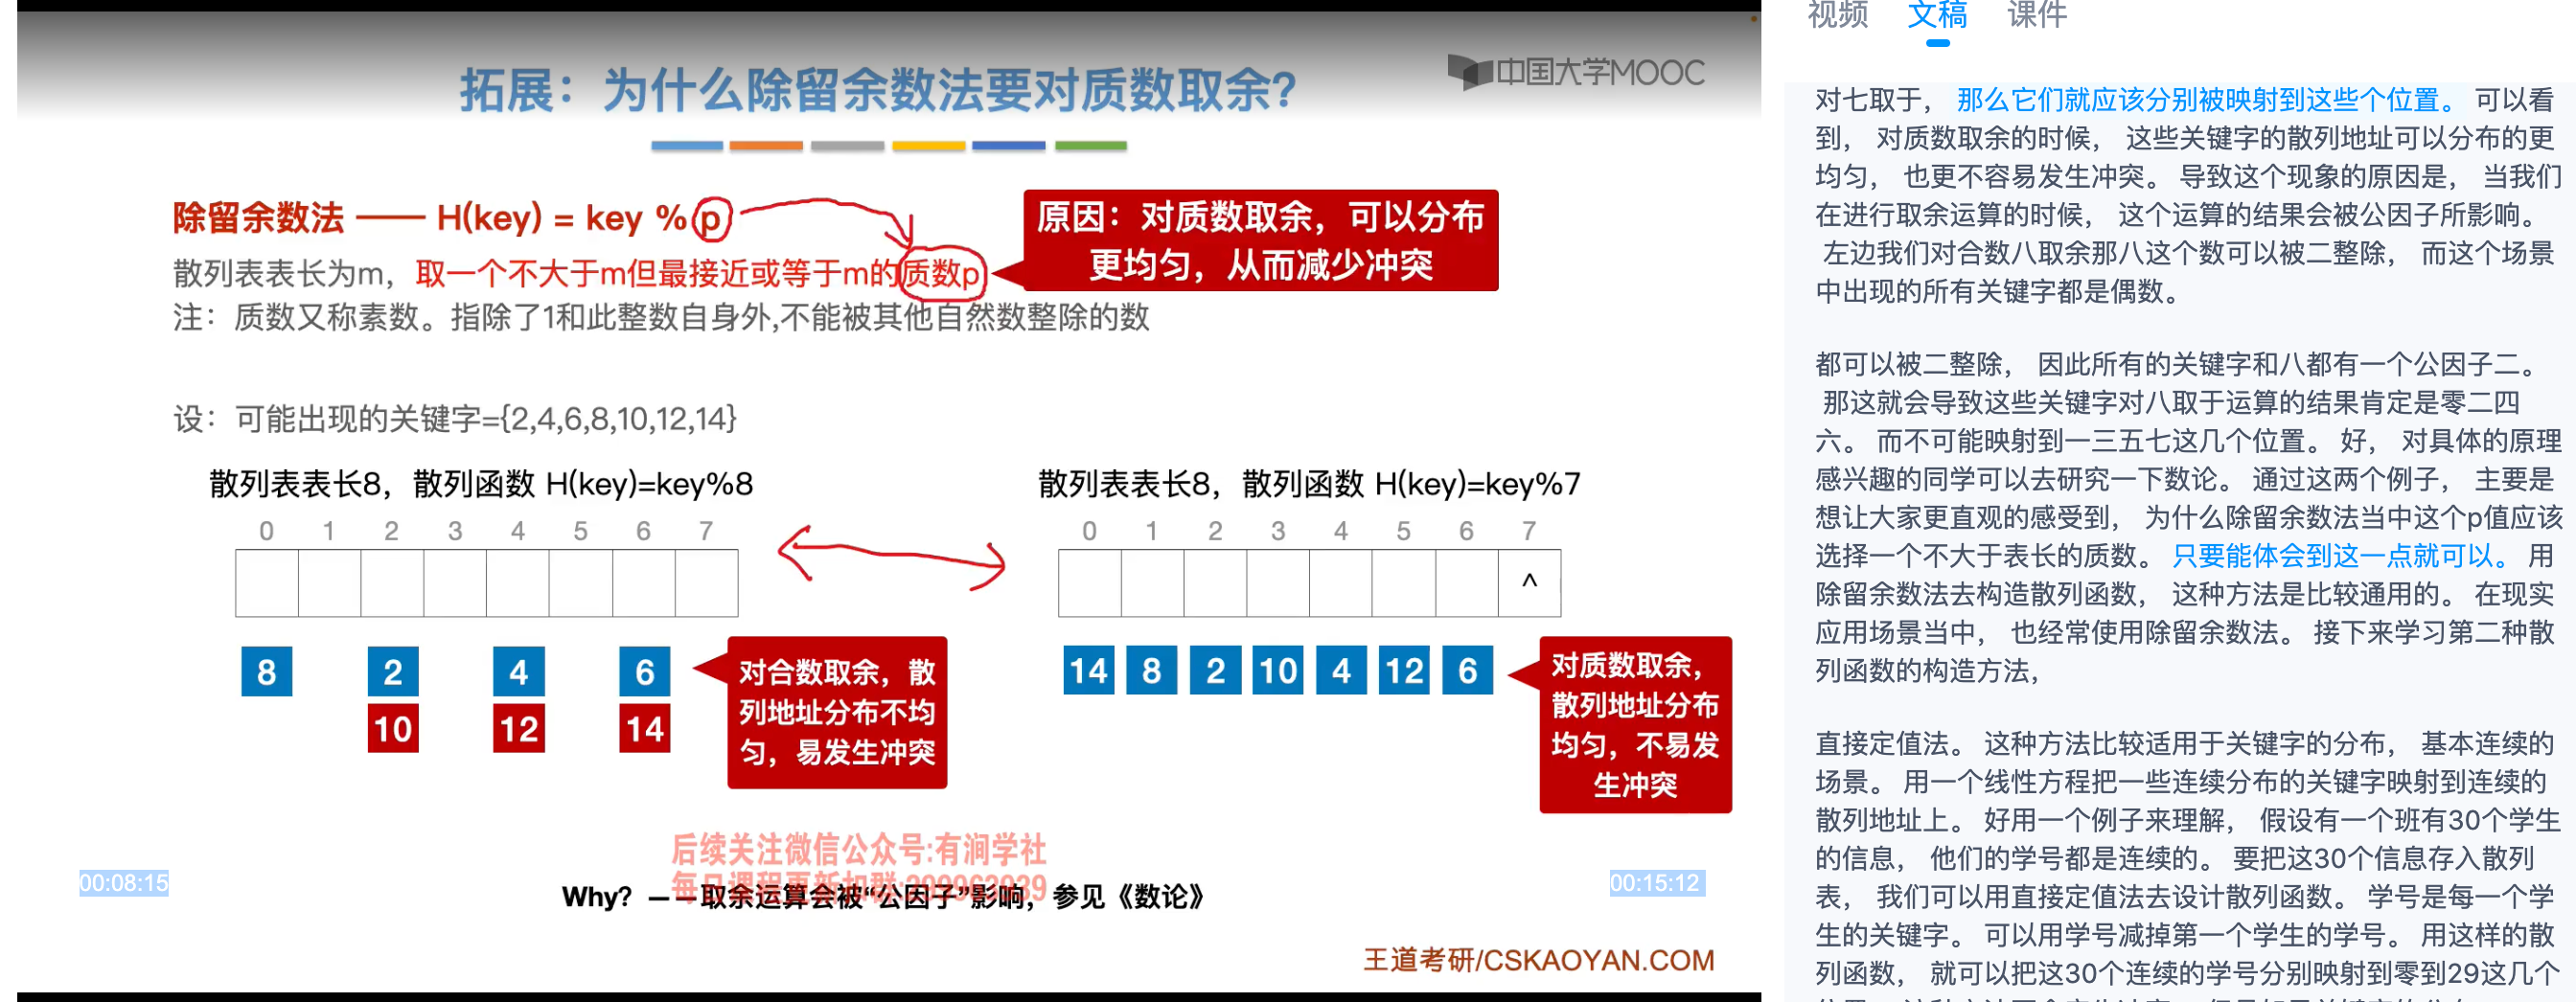 拓展：为什么除留余数法要对质数取余？
中国大学MOOC
除留余数法 —— H(key) = key % p
原因：对质数取余，可以分布
更均匀，从而减少冲突
散列表表长为m，取一个不大于m但最接近或等于m的质数p
注：质数又称素数。指除了1和此整数自身外,不能被其他自然数整除的数
设：可能出现的关键字={2,4,6,8,10,12,14}
散列表表长8，散列函数 H(key)=key%8
0 1 2 3 4 5 6 7
8 2 4 6
10 12 14
对合数取余，散
列地址分布不均
匀，易发生冲突
散列表表长8，散列函数 H(key)=key%7
0 1 2 3 4 5 6 7
^
14 8 2 10 4 12 6
对质数取余，
散列地址分布
均匀，不易发
生冲突
后续关注微信公众号:有涧学社
00:08:15
Why？——取余运算会被“公因子”影响，参见《数论》
00:15:12
王道考研/CSKAOYAN.COM
视频 文稿 课件
对七取于， 那么它们就应该分别被映射到这些个位置。 可以看
到， 对质数取余的时候， 这些关键字的散列地址可以分布的更
均匀， 也更不容易发生冲突。 导致这个现象的原因是， 当我们
在进行取余运算的时候， 这个运算的结果会被公因子所影响。
左边我们对合数八取余那八这个数可以被二整除， 而这个场景
中出现的所有关键字都是偶数。
都可以被二整除， 因此所有的关键字和八都有一个公因子二。
那这就会导致这些关键字对八取于运算的结果肯定是零二四
六。 而不可能映射到一三五七这几个位置。 好， 对具体的原理
感兴趣的同学可以去研究一下数论。 通过这两个例子， 主要是
想让大家更直观的感受到， 为什么除留余数法当中这个p值应该
选择一个不大于表长的质数。 只要能体会到这一点就可以。 用
除留余数法去构造散列函数， 这种方法是比较通用的。 在现实
应用场景当中， 也经常使用除留余数法。 接下来学习第二种散
列函数的构造方法，
直接定值法。 这种方法比较适用于关键字的分布， 基本连续的
场景。 用一个线性方程把一些连续分布的关键字映射到连续的
散列地址上。 好用一个例子来理解， 假设有一个班有30个学生
的信息， 他们的学号都是连续的。 要把这30个信息存入散列
表， 我们可以用直接定值法去设计散列函数。 学号是每一个学
生的关键字。 可以用学号减掉第一个学生的学号。 用这样的散
列函数， 就可以把这30个连续的学号分别映射到零到29这几个